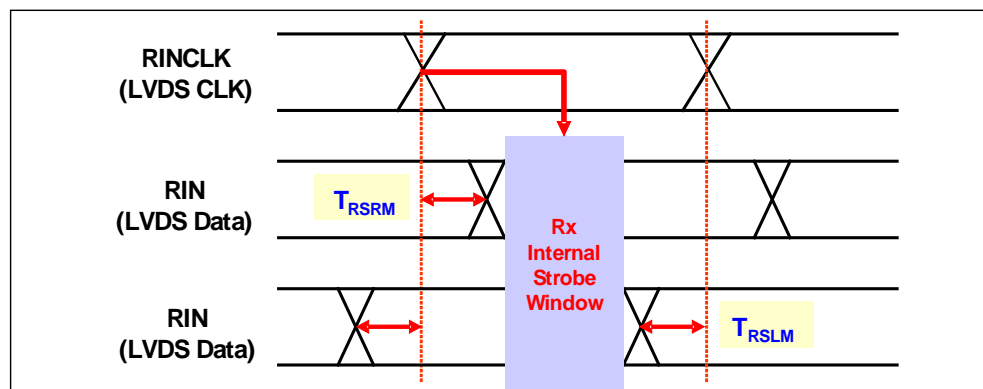 RINCLK
(LVDS CLK)
RIN
(LVDS Data)
TRSRM
Rx
Internal
Strobe
Window
RIN
(LVDS Data)
TRSLM